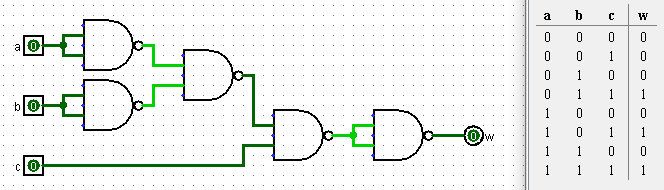 a 0
b 0
c 0
0 w
a b c w
0 0 0 0
0 0 1 0
0 1 0 0
0 1 1 1
1 0 0 0
1 0 1 1
1 1 0 0
1 1 1 1